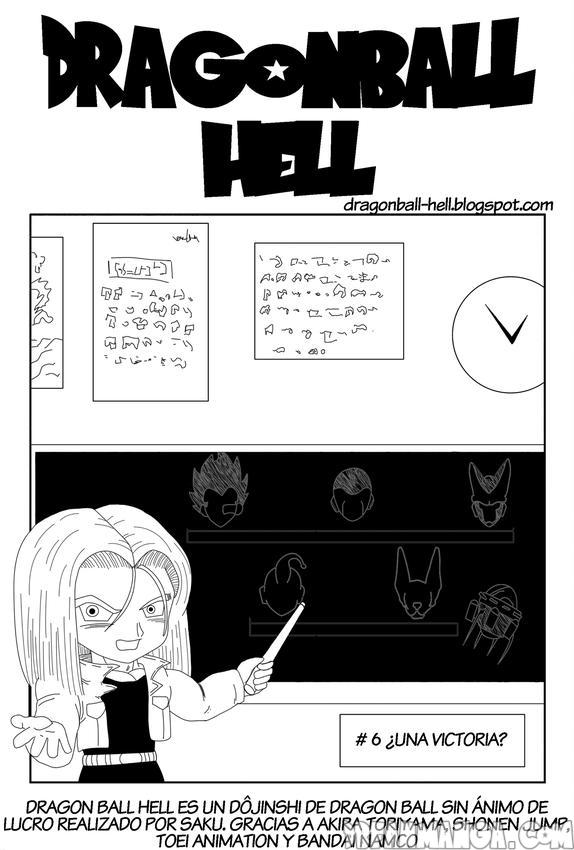 DRAGONBALL
HELL
dragonball-hell.blogspot.com
# 6 ¿UNA VICTORIA?
DRAGON BALL HELL ES UN DÔJINSHI DE DRAGON BALL SIN ÁNIMO DE
LUCRO REALIZADO POR SAKU. GRACIAS A AKIRA TORIYAMA, SHONEN JUMP,
TOEI ANIMATION Y BANDAI NAMCO